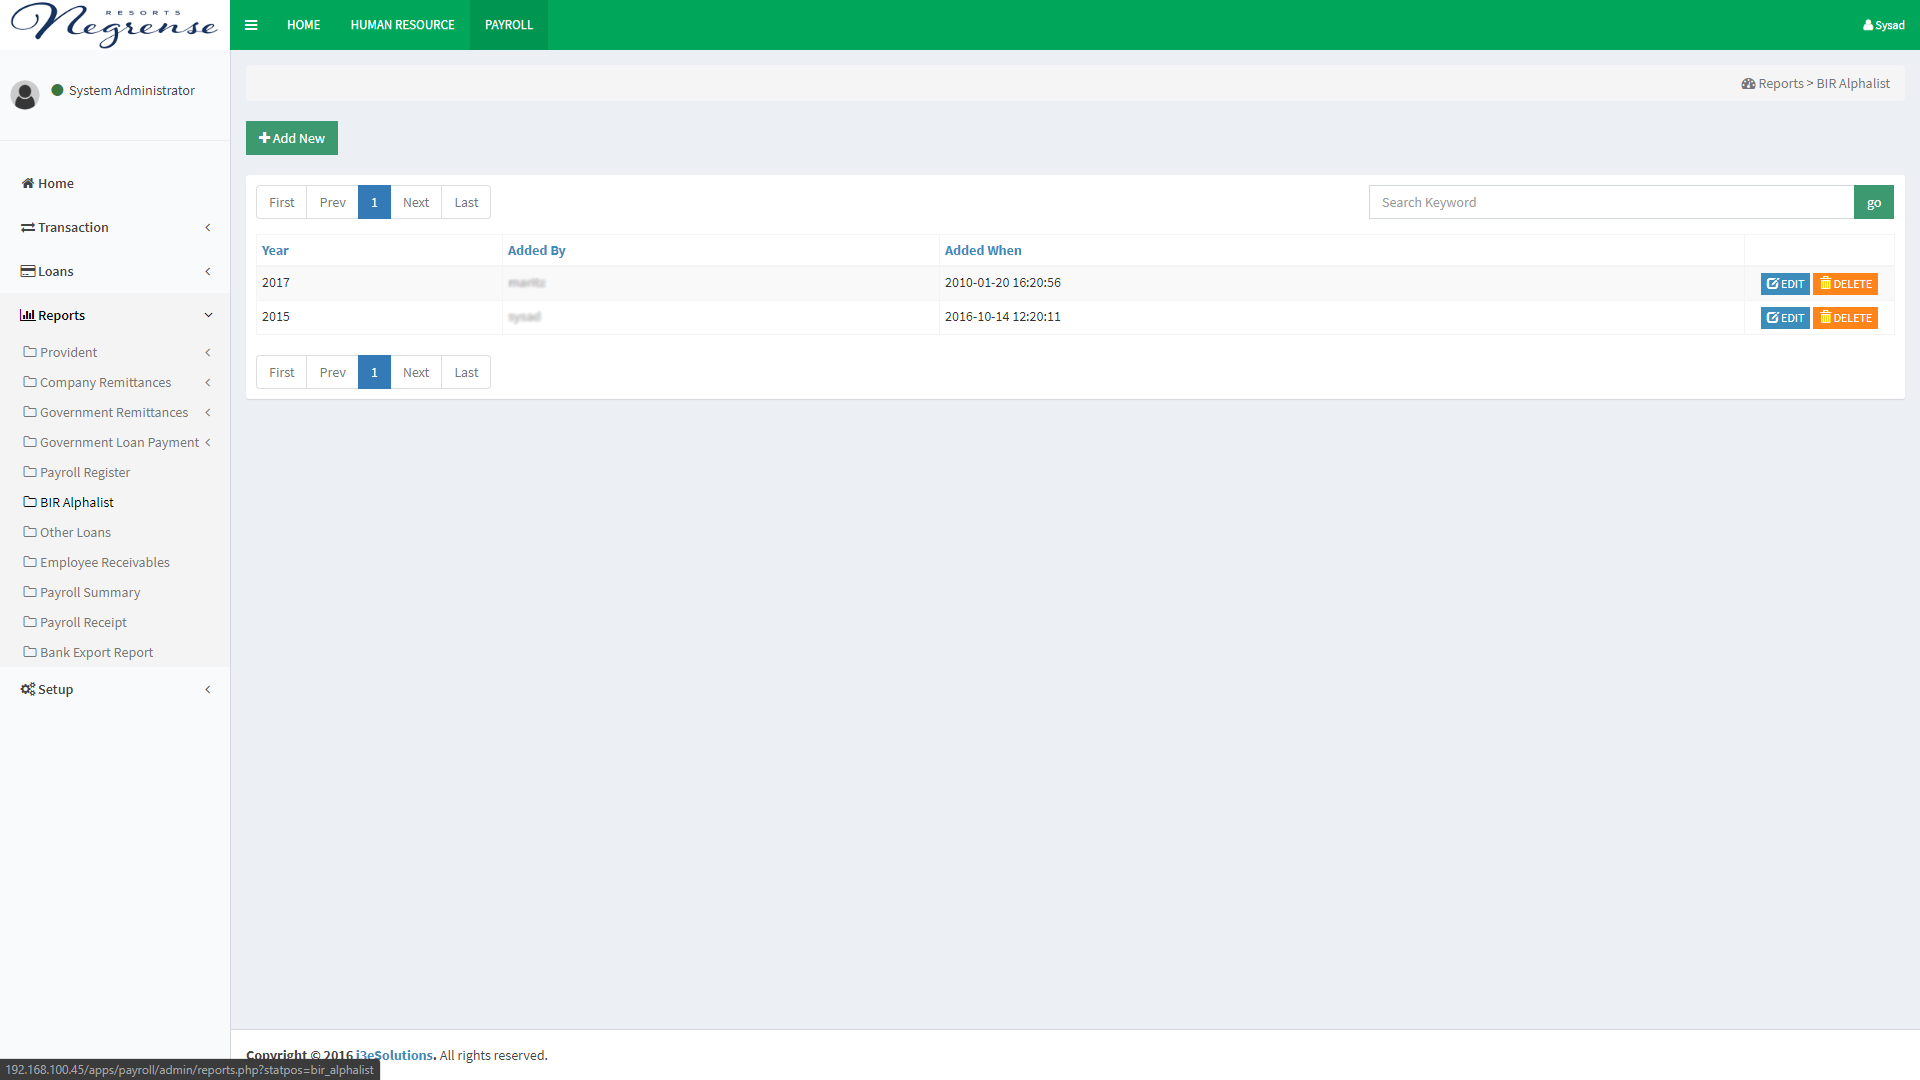 RESORTS
Negrense
HOME
HUMAN RESOURCE
PAYROLL
Sysad
System Administrator
Reports > BIR Alphalist
Add New
Home
Transaction
Loans
Reports
Provident
Company Remittances
Government Remittances
Government Loan Payment
Payroll Register
BIR Alphalist
Other Loans
Employee Receivables
Payroll Summary
Payroll Receipt
Bank Export Report
Setup
First Prev 1 Next Last
Search Keyword go
Year Added By Added When
2017 2010-01-20 16:20:56 EDIT DELETE
2015 sysad 2016-10-14 12:20:11 EDIT DELETE
First Prev 1 Next Last
Copyright © 2016 i3eSolutions. All rights reserved.
192.168.100.45/apps/payroll/admin/reports.php?statpos=bir_alphalist